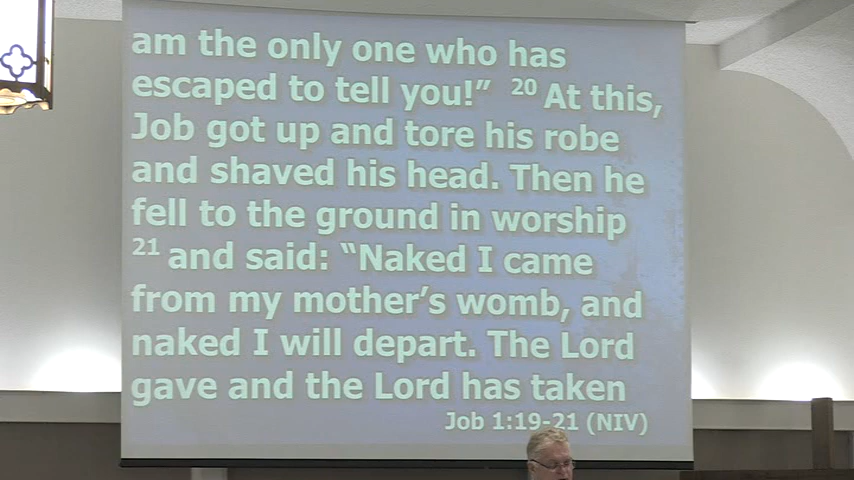 am the only one who has
escaped to tell you!” 20 At this,
Job got up and tore his robe
and shaved his head. Then he
fell to the ground in worship
21 and said: “Naked I came
from my mother’s womb, and
naked I will depart. The Lord
gave and the Lord has taken
Job 1:19-21 (NIV)